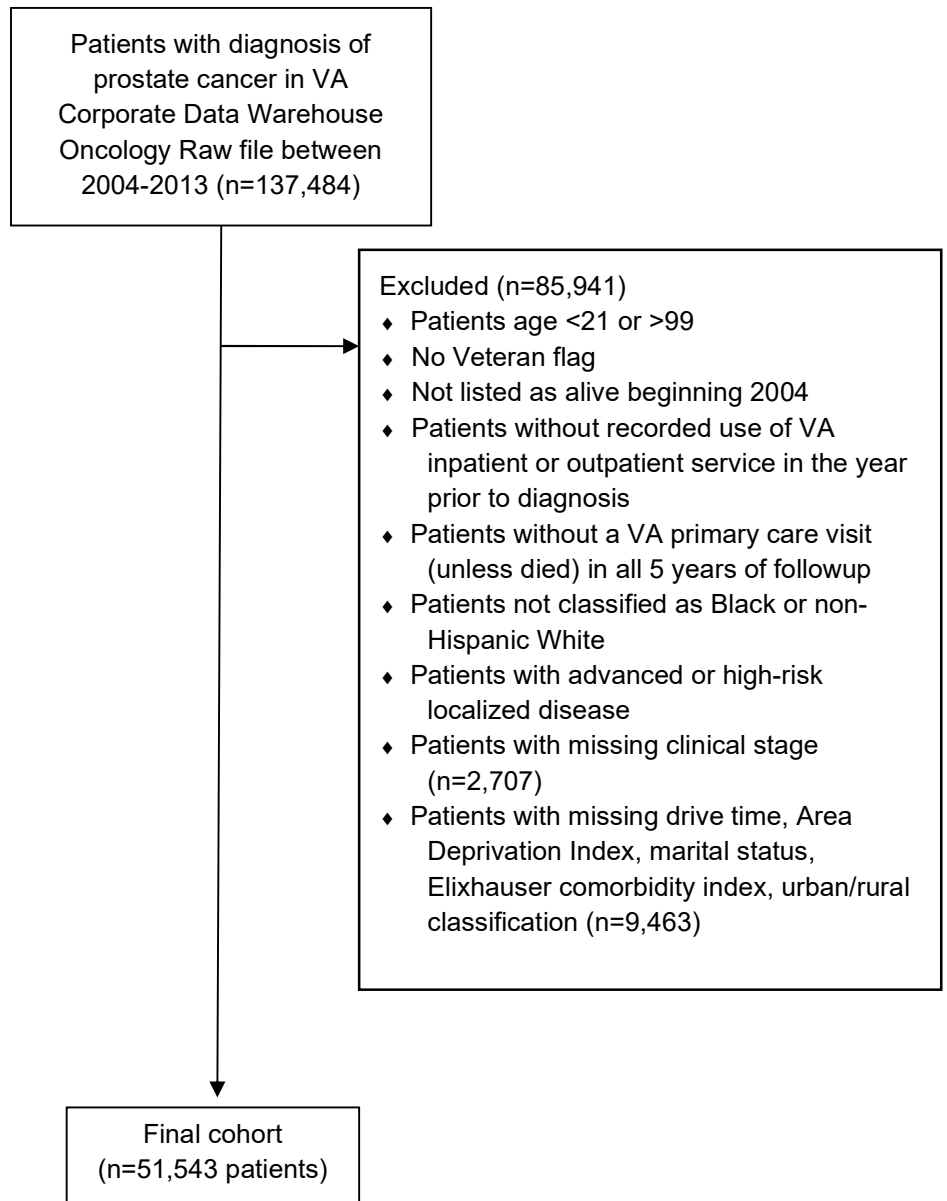 Patients with diagnosis of
prostate cancer in VA
Corporate Data Warehouse
Oncology Raw file between
2004-2013 (n=137,484)
Excluded (n=85,941)
♦ Patients age <21 or >99
♦ No Veteran flag
♦ Not listed as alive beginning 2004
♦ Patients without recorded use of VA
inpatient or outpatient service in the year
prior to diagnosis
♦ Patients without a VA primary care visit
(unless died) in all 5 years of followup
♦ Patients not classified as Black or non-
Hispanic White
♦ Patients with advanced or high-risk
localized disease
♦ Patients with missing clinical stage
(n=2,707)
♦ Patients with missing drive time, Area
Deprivation Index, marital status,
Elixhauser comorbidity index, urban/rural
classification (n=9,463)
Final cohort
(n=51,543 patients)